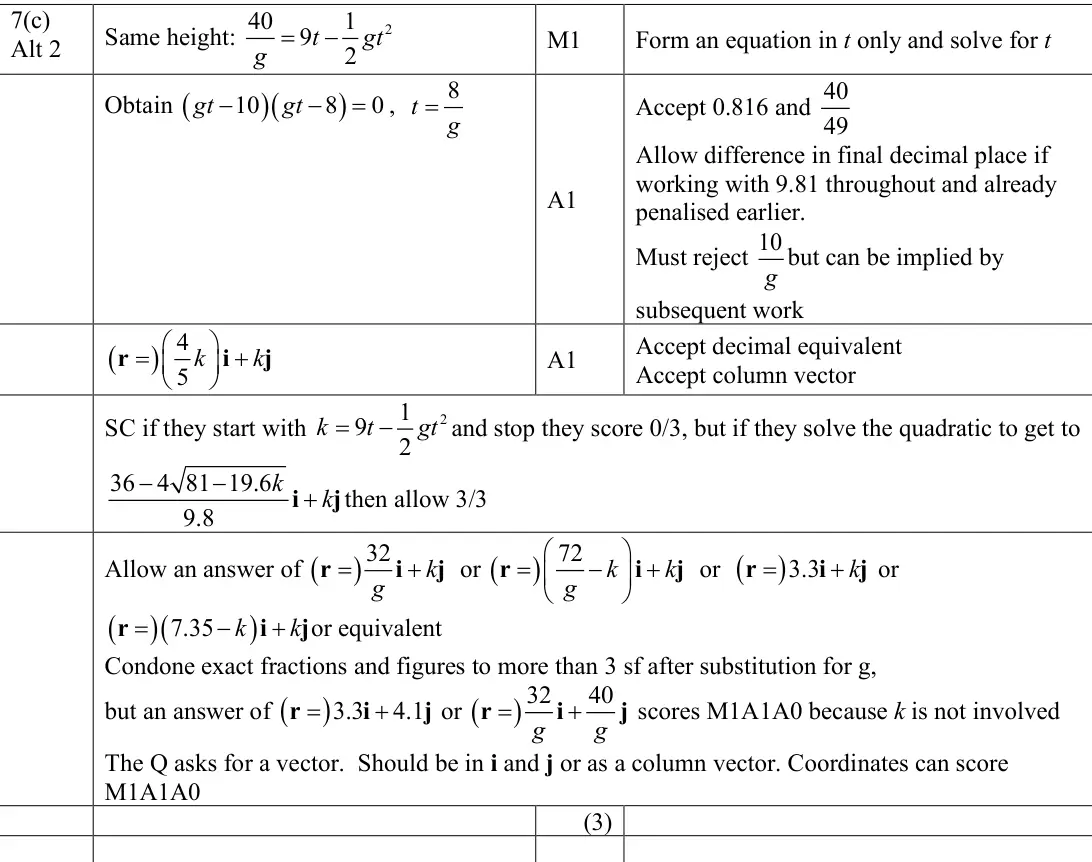 7(c)
Alt 2
Same height: 40/g = 9t − 1/2 gt²
M1
Form an equation in t only and solve for t
Obtain (gt − 10)(gt − 8) = 0 , t = 8/g
A1
Accept 0.816 and 40/49
Allow difference in final decimal place if
working with 9.81 throughout and already
penalised earlier.
Must reject 10/g but can be implied by
subsequent work
(r =)(4/5 k)i + kj
A1
Accept decimal equivalent
Accept column vector
SC if they start with k = 9t − 1/2 gt² and stop they score 0/3, but if they solve the quadratic to get to
(36 − 4√(81 − 19.6k))/9.8 i + kj then allow 3/3
Allow an answer of (r =) 32/g i + kj or (r =)(72/g − k)i + kj or (r =)3.3i + kj or
(r =)(7.35 − k)i + kj or equivalent
Condone exact fractions and figures to more than 3 sf after substitution for g,
but an answer of (r =)3.3i + 4.1j or (r =) 32/g i + 40/g j scores M1A1A0 because k is not involved
The Q asks for a vector. Should be in i and j or as a column vector. Coordinates can score
M1A1A0
(3)